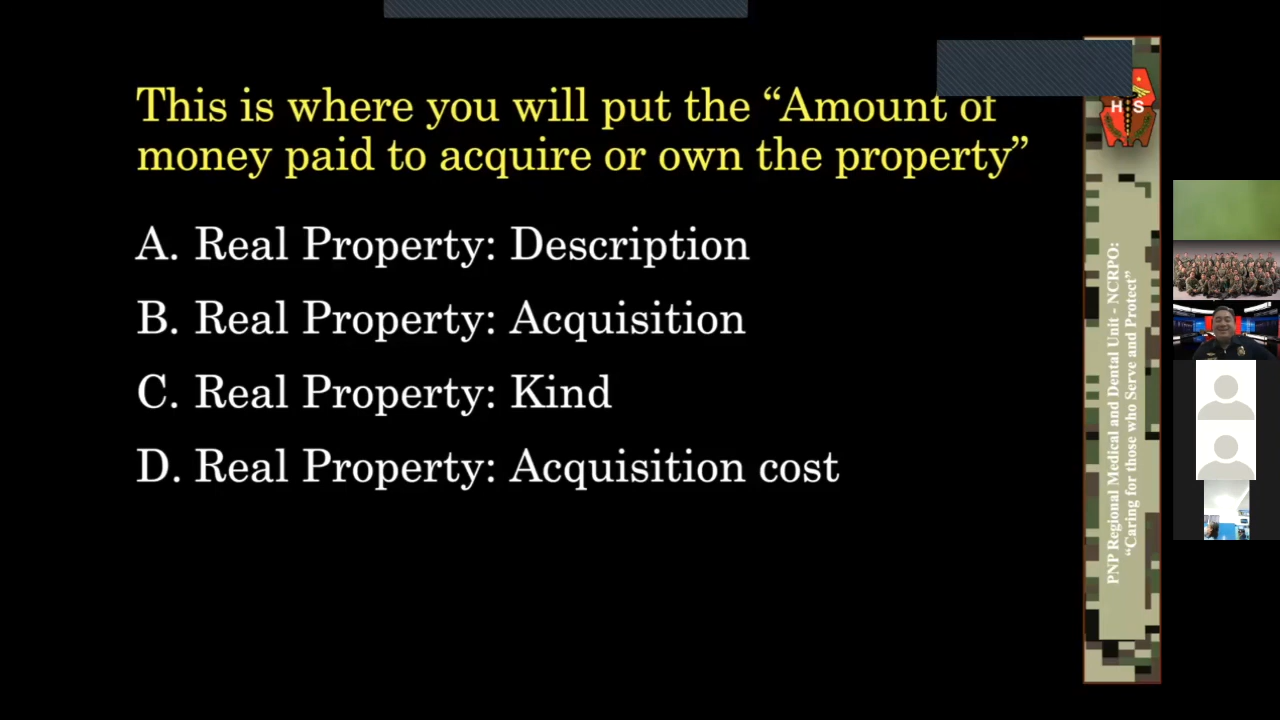 This is where you will put the “Amount of
money paid to acquire or own the property”
A. Real Property: Description
B. Real Property: Acquisition
C. Real Property: Kind
D. Real Property: Acquisition cost
H S
PNP Regional Medical and Dental Unit - NCRPO:
“Caring for those who Serve and Protect”